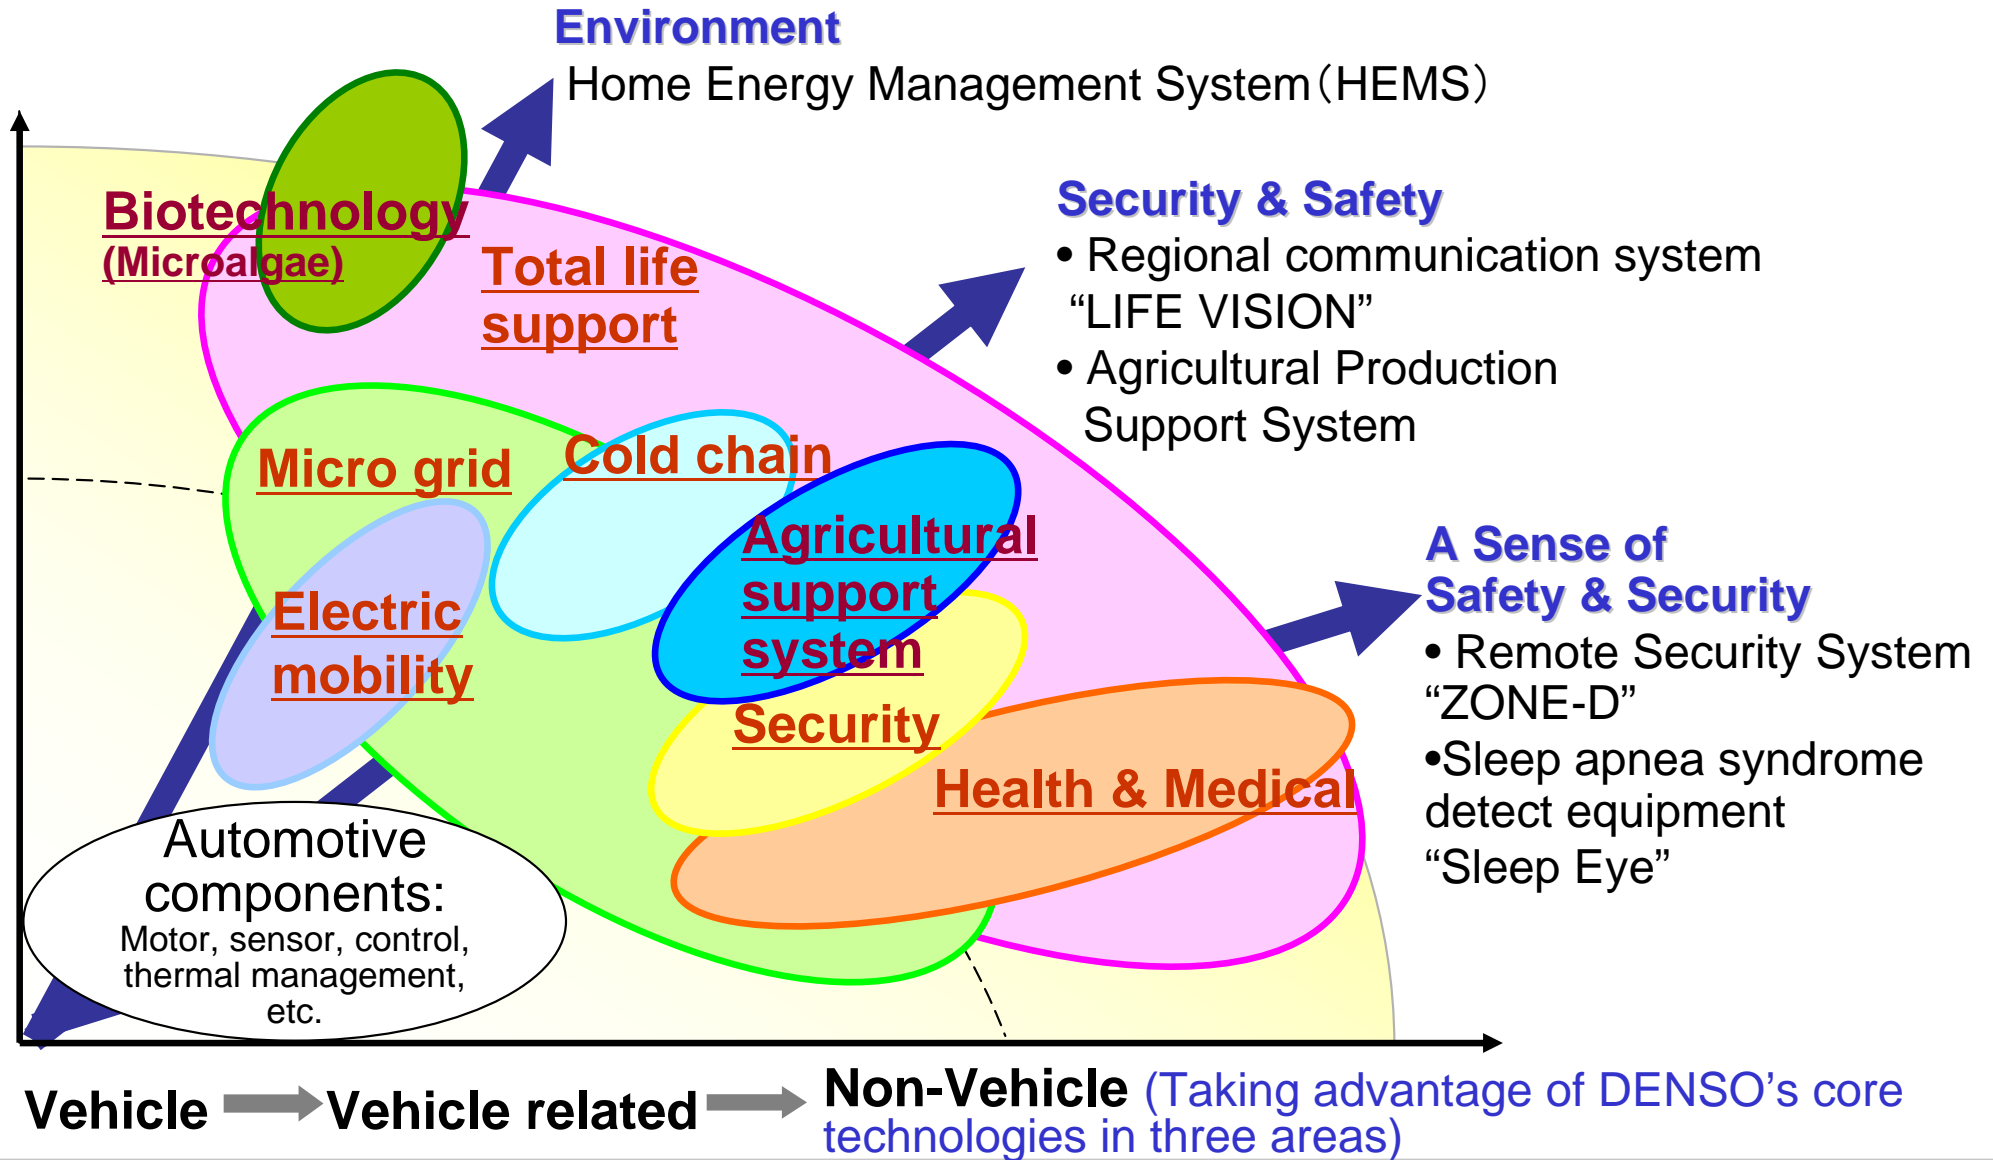 Environment
Home Energy Management System（HEMS）
Security & Safety
• Regional communication system
“LIFE VISION”
• Agricultural Production
Support System
Biotechnology
(Microalgae)
Total life
support
Micro grid
Cold chain
Agricultural
support
system
Electric
mobility
Security
Health & Medical
A Sense of
Safety & Security
• Remote Security System
“ZONE-D”
•Sleep apnea syndrome
detect equipment
“Sleep Eye”
Automotive
components:
Motor, sensor, control,
thermal management,
etc.
Vehicle
Vehicle related
Non-Vehicle (Taking advantage of DENSO’s core
technologies in three areas)